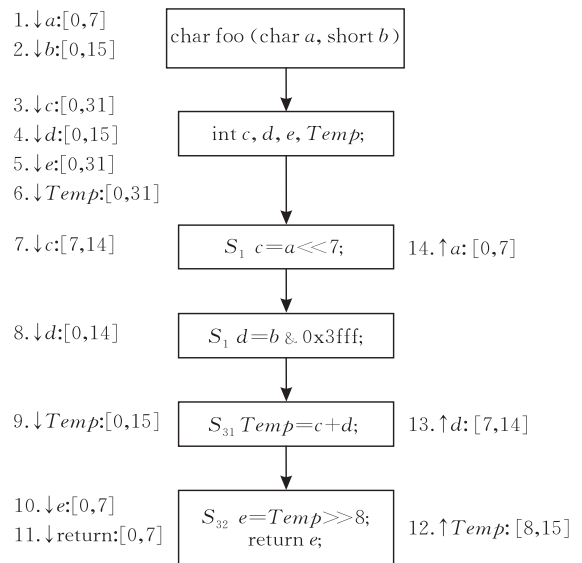 1.↓a:[0,7]
2.↓b:[0,15]
char foo (char a, short b)
3.↓c:[0,31]
4.↓d:[0,15]
5.↓e:[0,31]
6.↓Temp:[0,31]
int c, d, e, Temp;
7.↓c:[7,14]
S₁ c=a<<7;
14.↑a:[0,7]
8.↓d:[0,14]
S₁ d=b & 0x3fff;
9.↓Temp:[0,15]
S₃₁ Temp=c+d;
13.↑d:[7,14]
10.↓e:[0,7]
11.↓return:[0,7]
S₃₂ e=Temp>>8;
return e;
12.↑Temp:[8,15]